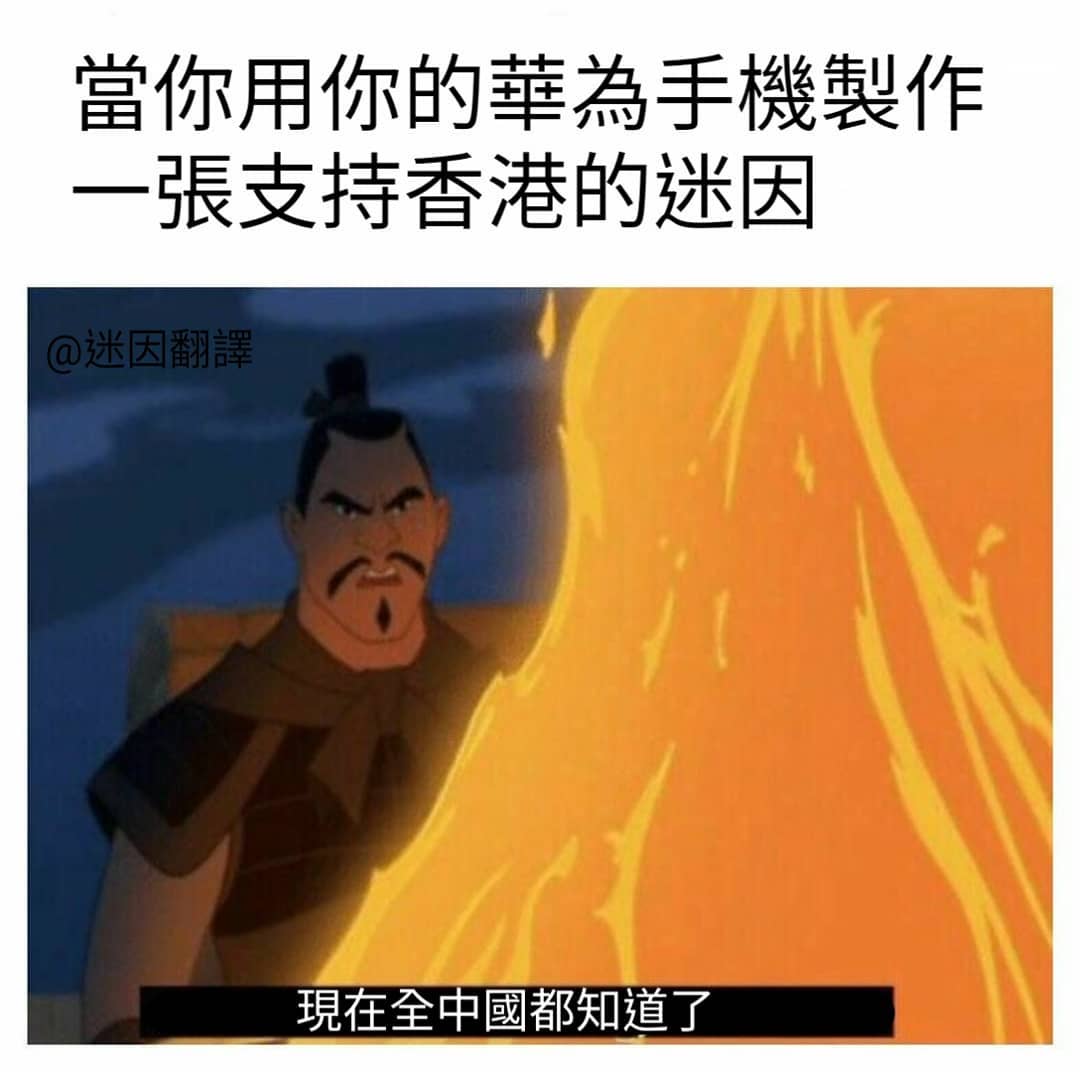 當你用你的華為手機製作
一張支持香港的迷因
@迷因翻譯
現在全中國都知道了